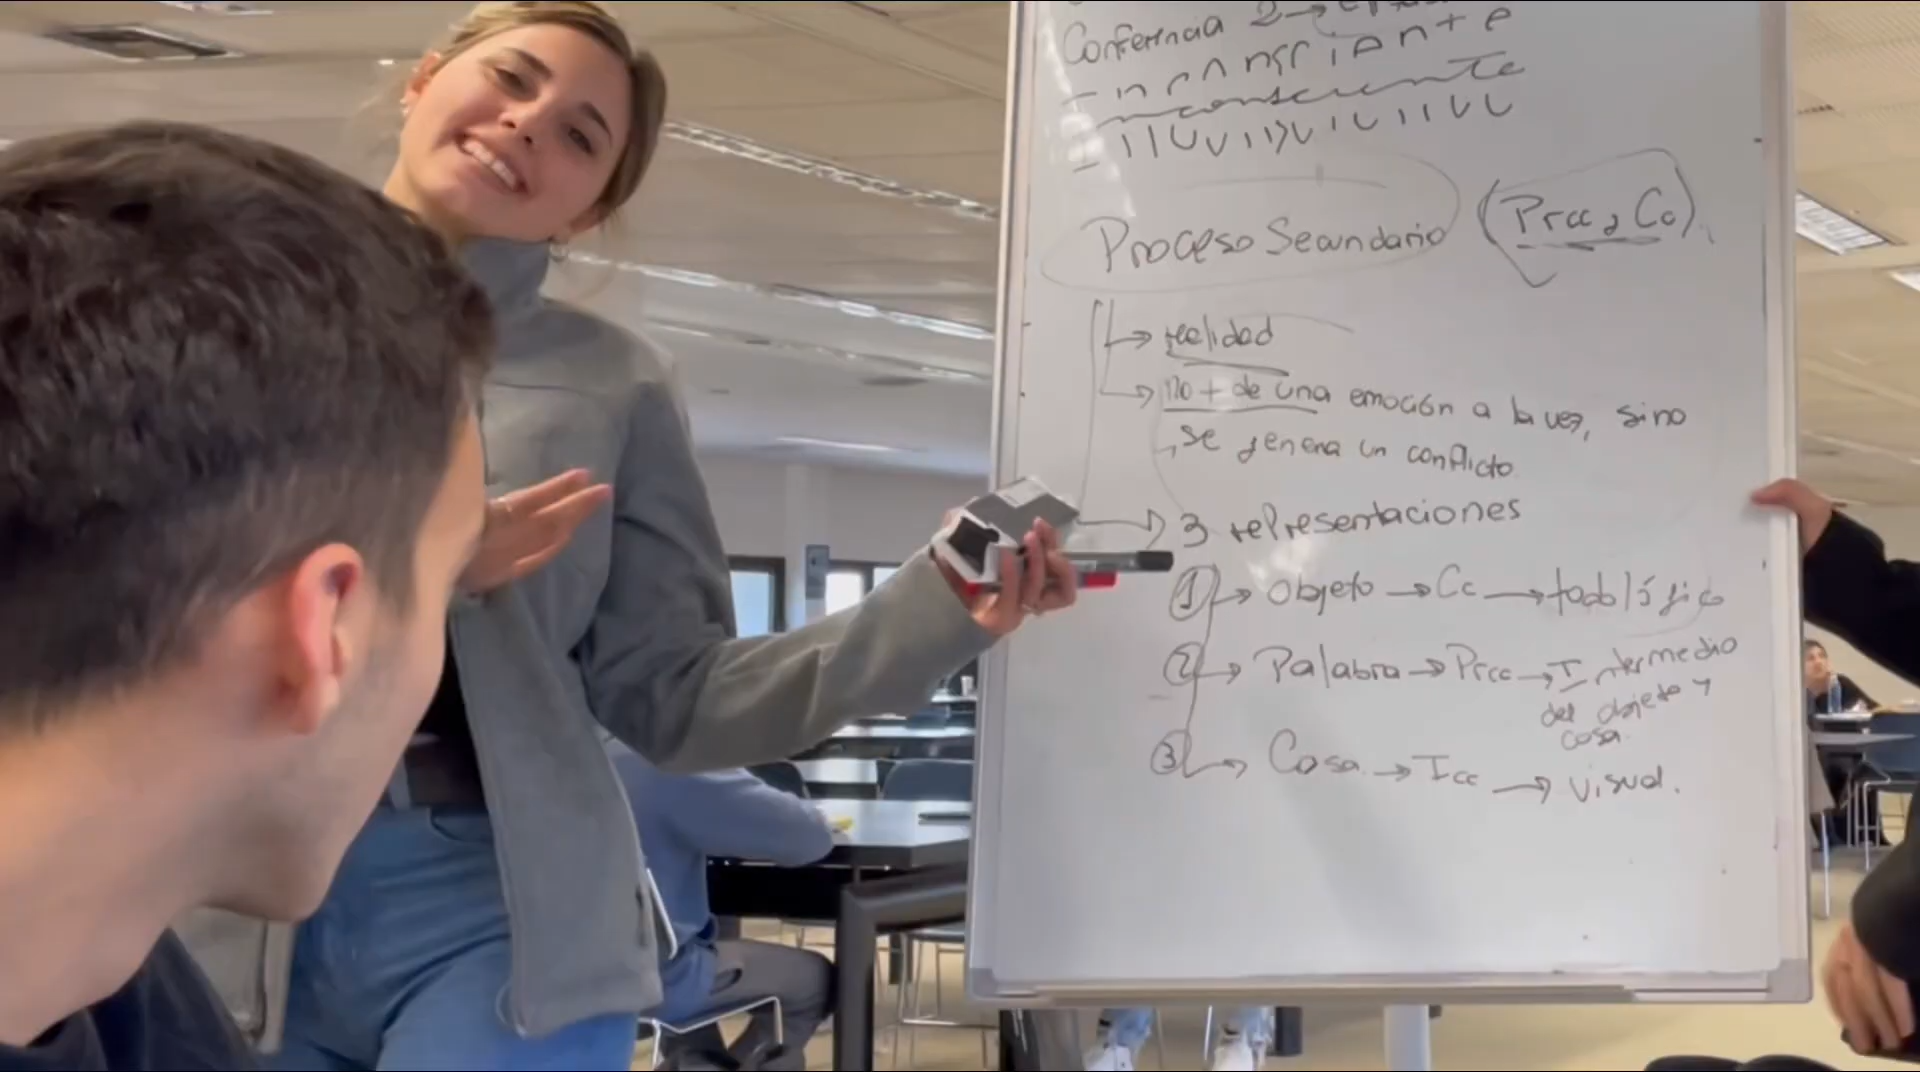 Conferencia 2 →
Inconsciente
Inconsciente
Proceso Secundario (Prcc, Cc)
→ realidad
→ no + de una emoción a la vez, sino
se genera un conflicto
→ 3 representaciones
① → Objeto → Cc → todo lógico
② → Palabra → Prcc → Intermedio
del objeto y
cosa.
③ → Cosa → Icc → visual.